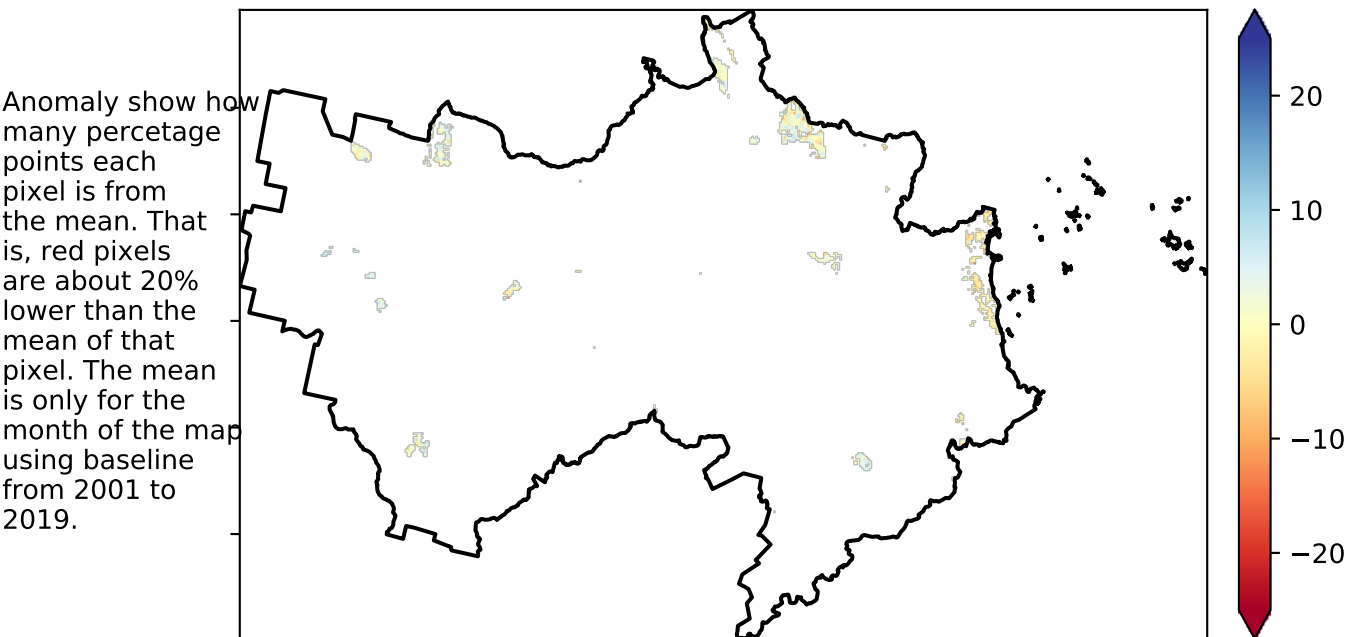 Anomaly show how
many percetage
points each
pixel is from
the mean. That
is, red pixels
are about 20%
lower than the
mean of that
pixel. The mean
is only for the
month of the map
using baseline
from 2001 to
2019.
20
10
0
−10
−20